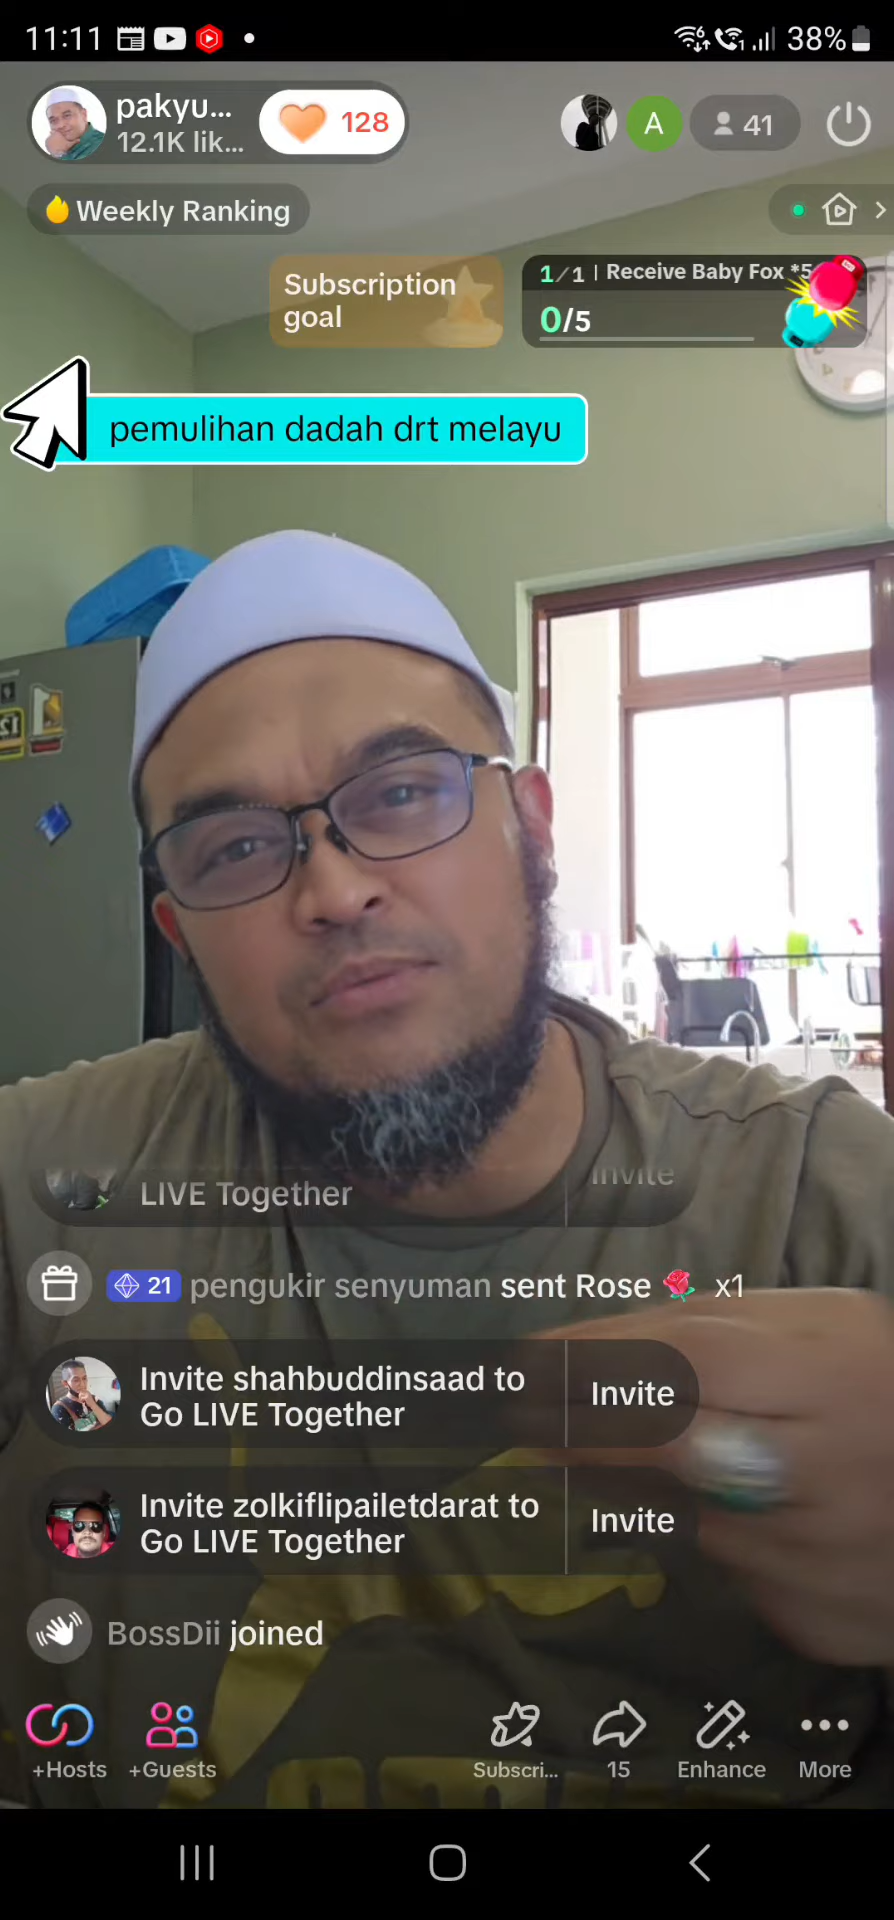 11:11
38%
pakyu...
12.1K lik...
128
A
41
Weekly Ranking
Subscription
goal
1/1 | Receive Baby Fox *5
0/5
pemulihan dadah drt melayu
LIVE Together
Invite
21 pengukir senyuman sent Rose x1
Invite shahbuddinsaad to
Go LIVE Together
Invite
Invite zolkiflipailetdarat to
Go LIVE Together
Invite
BossDii joined
+Hosts
+Guests
Subscri...
15
Enhance
More